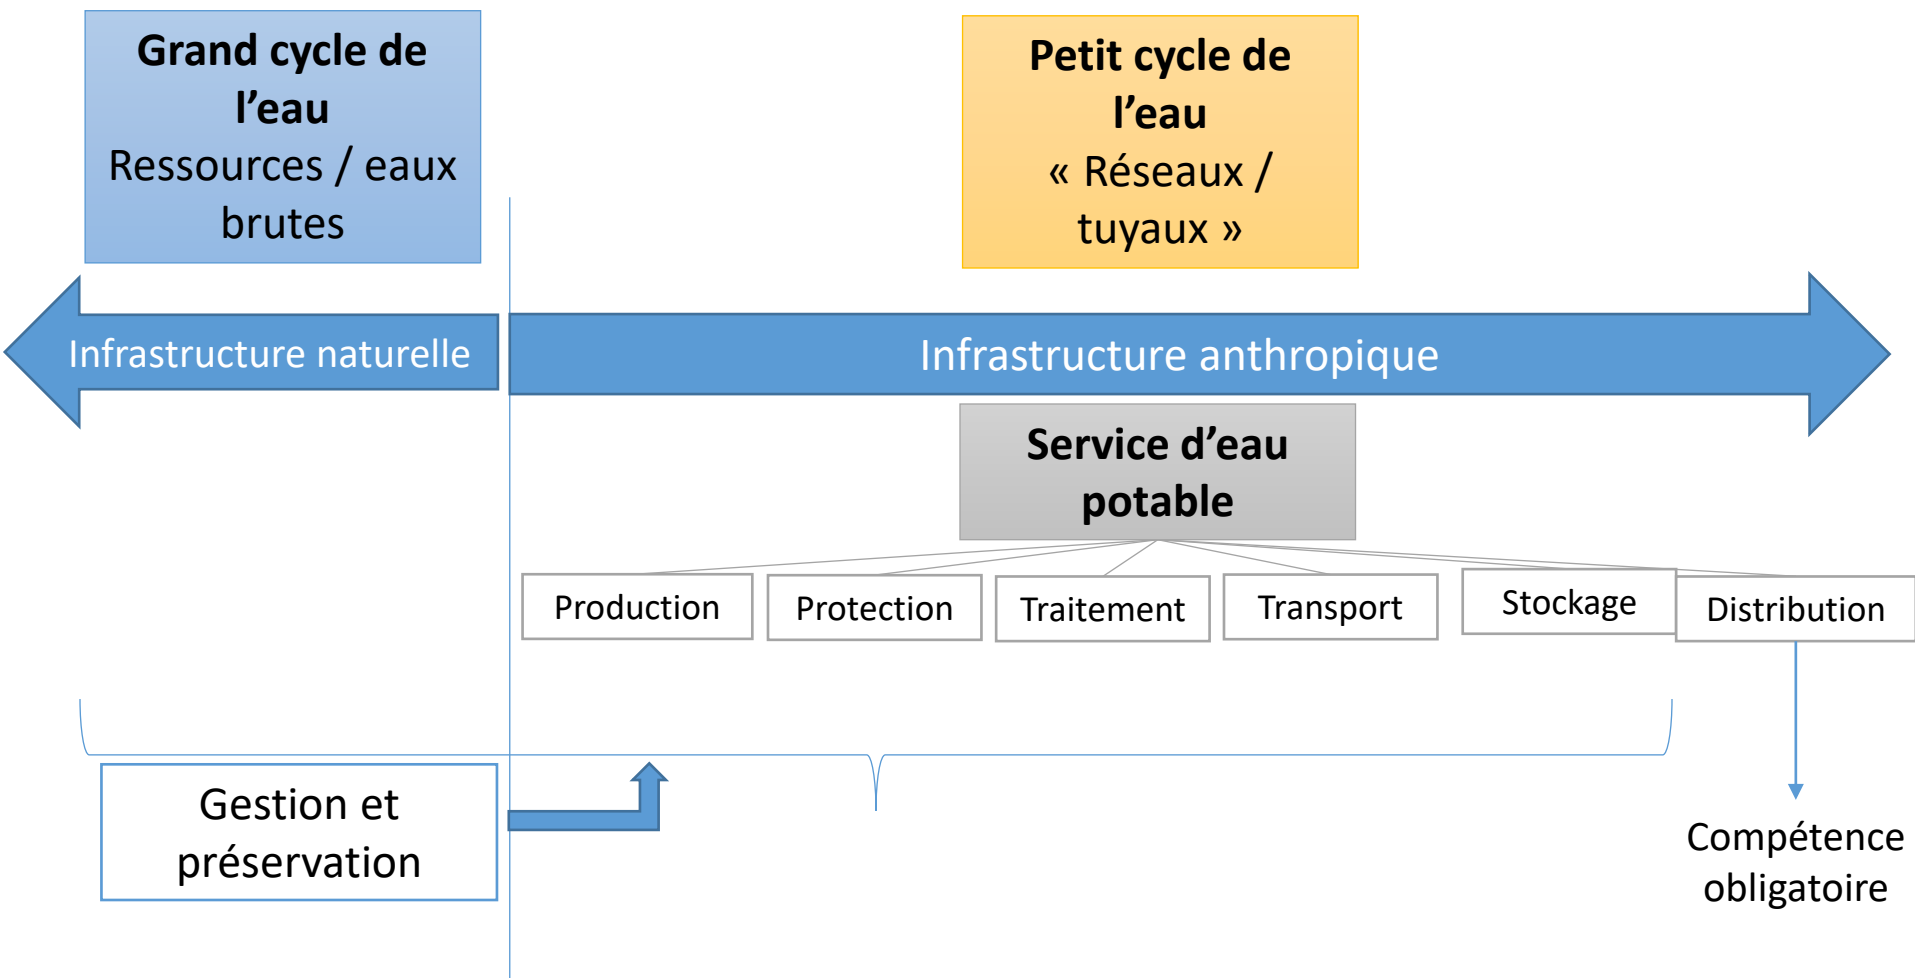 Grand cycle de
l’eau
Ressources / eaux
brutes
Petit cycle de
l’eau
« Réseaux /
tuyaux »
Infrastructure naturelle
Infrastructure anthropique
Service d’eau
potable
Production
Protection
Traitement
Transport
Stockage
Distribution
Gestion et
préservation
Compétence
obligatoire